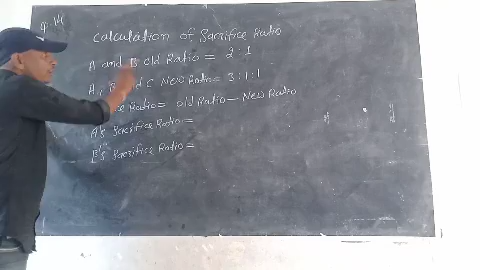 Q.14
Calculation of Sacrifice Ratio
A and B old Ratio = 2:1
A, B d C New Ratio = 3:1:1
ce Ratio = old Ratio - New Ratio
A's Sacrifice Ratio =
B's Sacrifice Ratio =